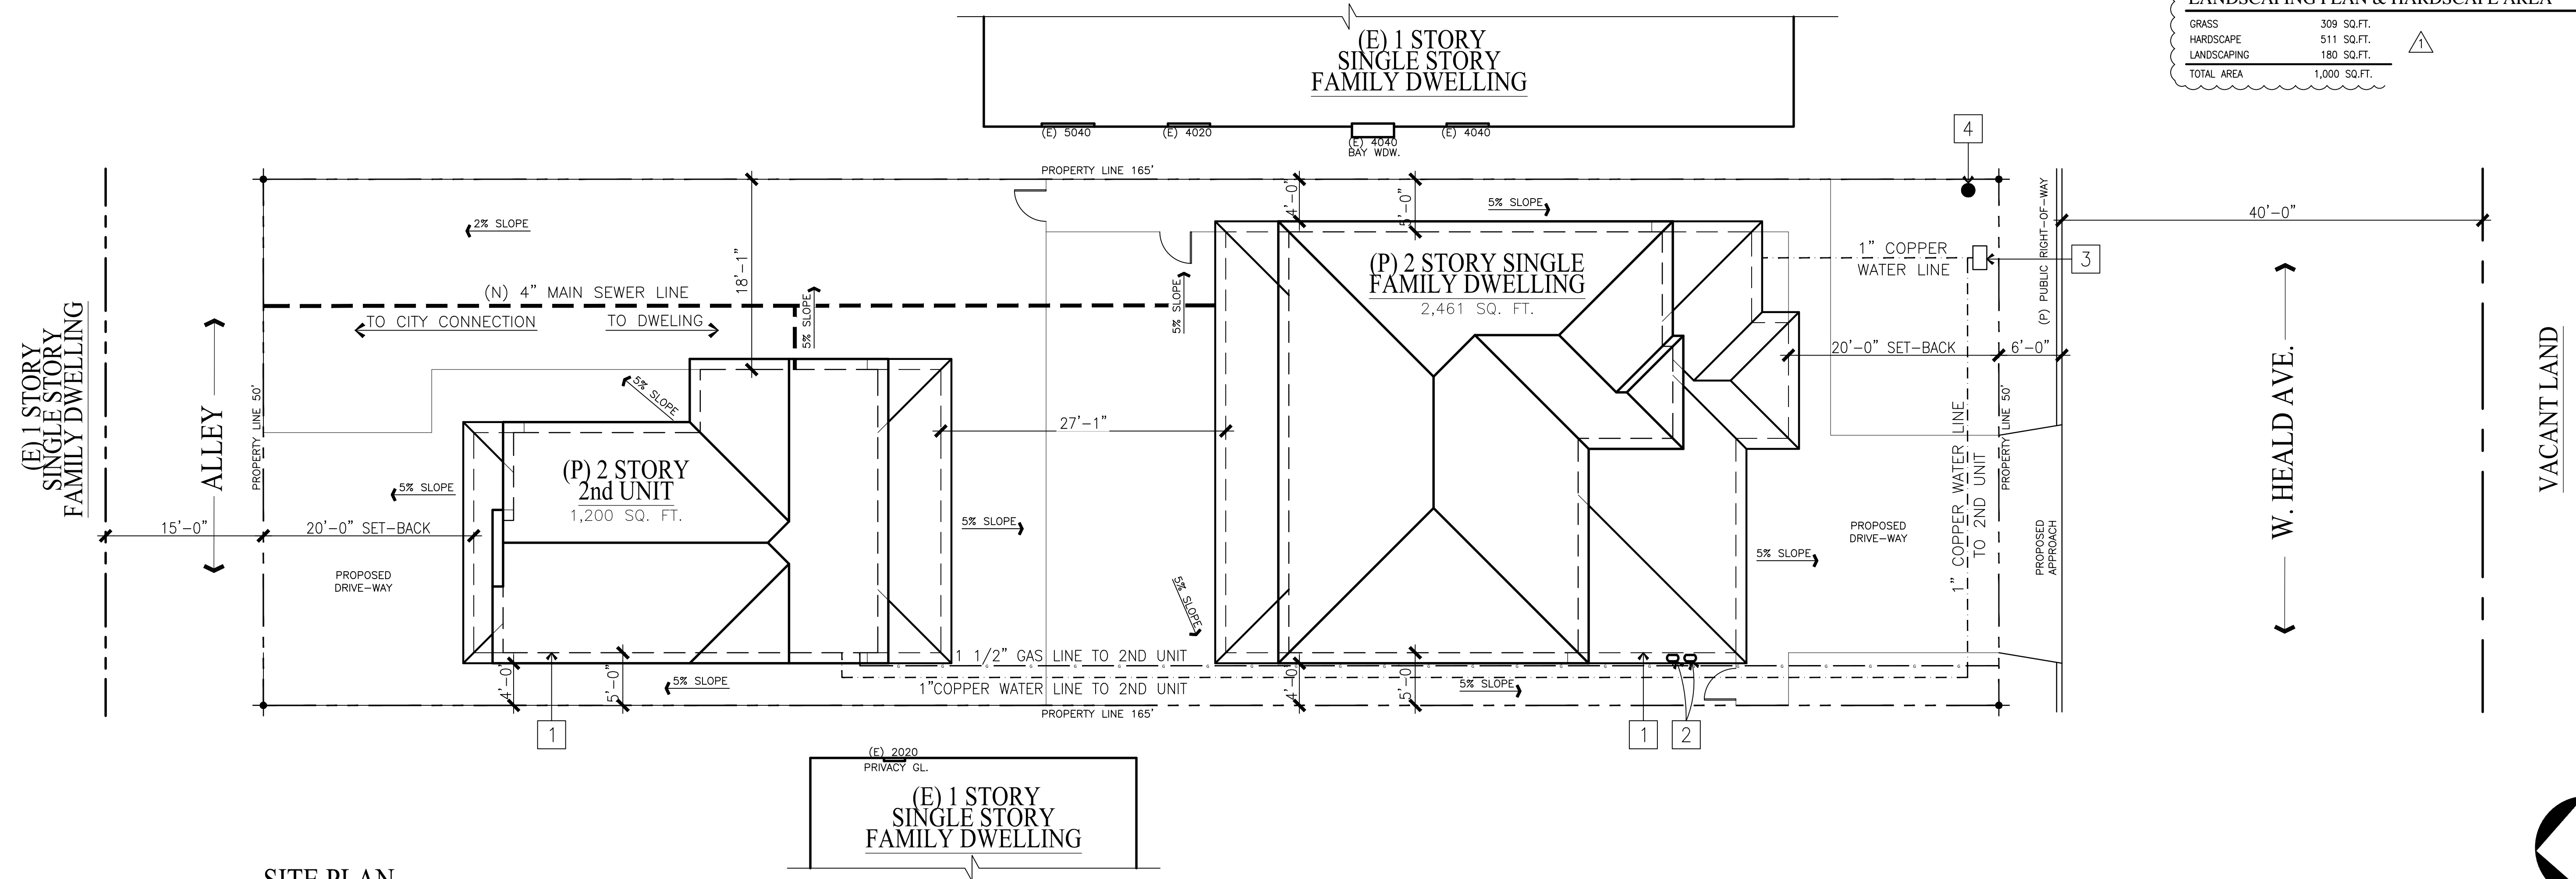 LANDSCAPING PLAN & HARDSCAPE AREA
GRASS 309 SQ.FT.
HARDSCAPE 511 SQ.FT.
LANDSCAPING 180 SQ.FT.
TOTAL AREA 1,000 SQ.FT.
1
(E) 1 STORY
SINGLE STORY
FAMILY DWELLING
(E) 5040
(E) 4020
(E) 4040
BAY WDW.
(E) 4040
4
PROPERTY LINE 165'
2% SLOPE
18'-1"
4'-0"
5'-0"
5% SLOPE
(P) PUBLIC RIGHT-OF-WAY
40'-0"
(P) 2 STORY SINGLE
FAMILY DWELLING
2,461 SQ. FT.
1" COPPER
WATER LINE
3
(N) 4" MAIN SEWER LINE
TO CITY CONNECTION
TO DWELING
5% SLOPE
5% SLOPE
(E) 1 STORY
SINGLE STORY
FAMILY DWELLING
ALLEY
PROPERTY LINE 50'
5% SLOPE
20'-0" SET-BACK
6'-0"
27'-1"
(P) 2 STORY
2nd UNIT
1,200 SQ. FT.
5% SLOPE
15'-0"
20'-0" SET-BACK
5% SLOPE
PROPOSED
DRIVE-WAY
PROPOSED
DRIVE-WAY
5% SLOPE
1" COPPER WATER LINE
TO 2ND UNIT
PROPERTY LINE 50'
PROPOSED
APPROACH
W. HEALD AVE.
VACANT LAND
5% SLOPE
1 1/2" GAS LINE TO 2ND UNIT
G G G G G G G G G G G G G G G G G G G G G G G G
1"COPPER WATER LINE TO 2ND UNIT
4'-0"
5'-0"
5% SLOPE
4'-0"
5'-0"
5% SLOPE
PROPERTY LINE 165'
1
1
2
(E) 2020
PRIVACY GL.
(E) 1 STORY
SINGLE STORY
FAMILY DWELLING
SITE PLAN